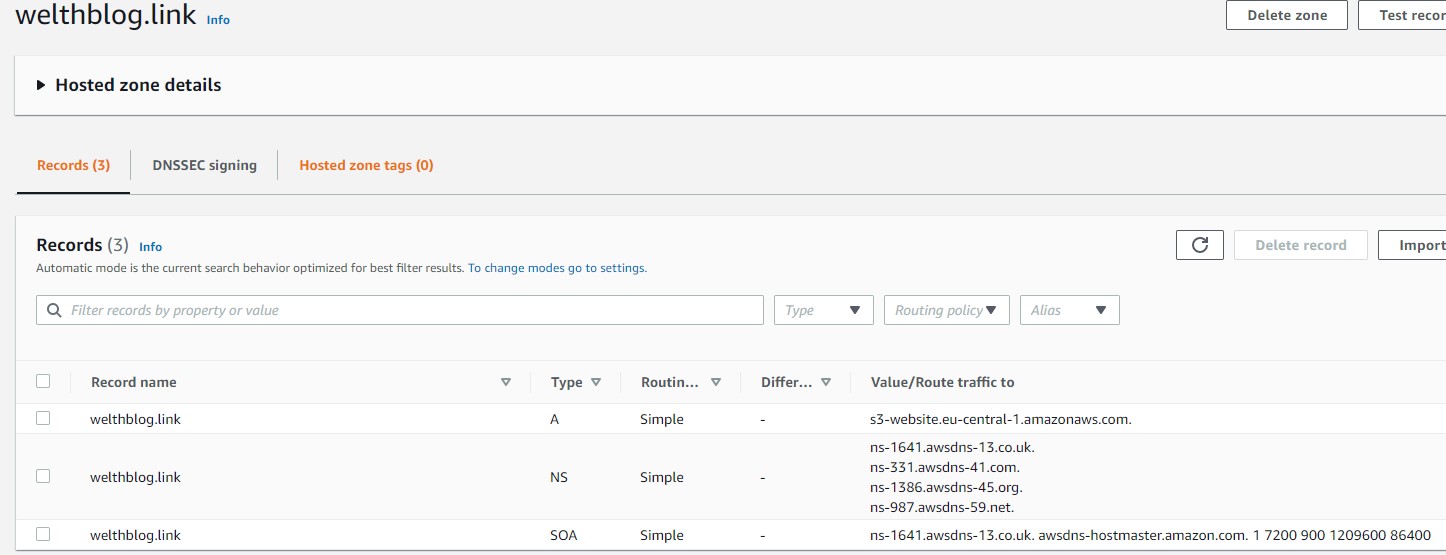 welthblog.link Info
Delete zone
Test recor
Hosted zone details
Records (3)
DNSSEC signing
Hosted zone tags (0)
Records (3) Info
Delete record
Import
Automatic mode is the current search behavior optimized for best filter results. To change modes go to settings.
Filter records by property or value
Type
Routing policy
Alias
Record name Type Routin... Differ... Value/Route traffic to
welthblog.link A Simple - s3-website.eu-central-1.amazonaws.com.
welthblog.link NS Simple - ns-1641.awsdns-13.co.uk.
ns-331.awsdns-41.com.
ns-1386.awsdns-45.org.
ns-987.awsdns-59.net.
welthblog.link SOA Simple - ns-1641.awsdns-13.co.uk. awsdns-hostmaster.amazon.com. 1 7200 900 1209600 86400